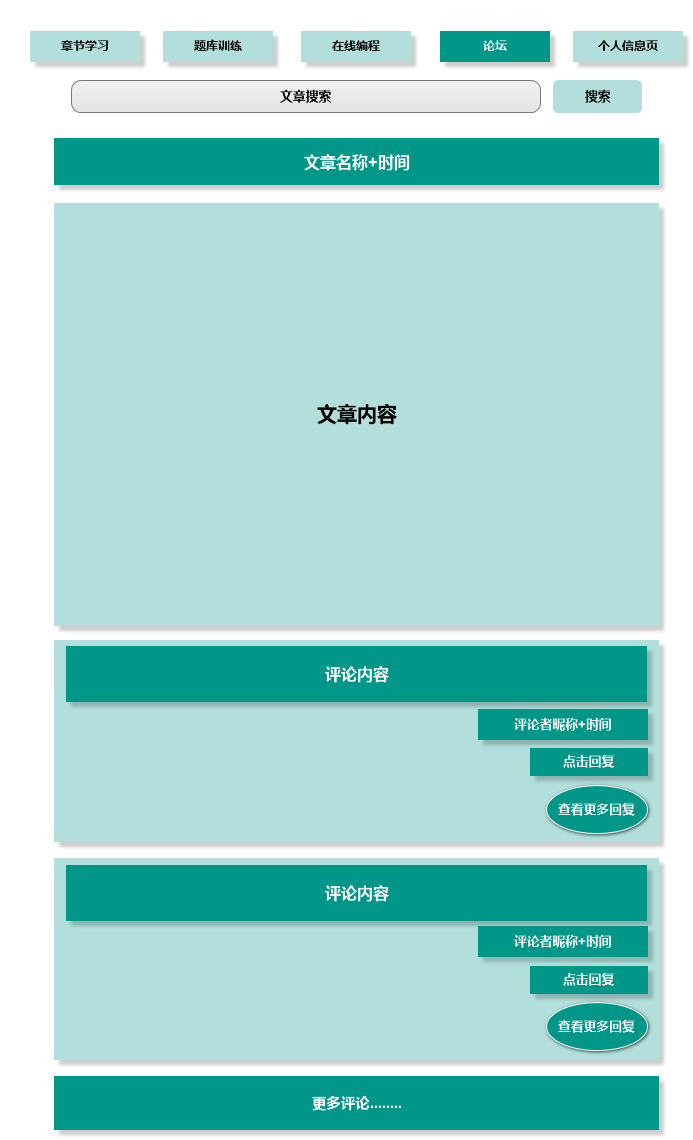 章节学习
题库训练
在线编程
论坛
个人信息页
文章搜索
搜索
文章名称+时间
文章内容
评论内容
评论者昵称+时间
点击回复
查看更多回复
评论内容
评论者昵称+时间
点击回复
查看更多回复
更多评论........